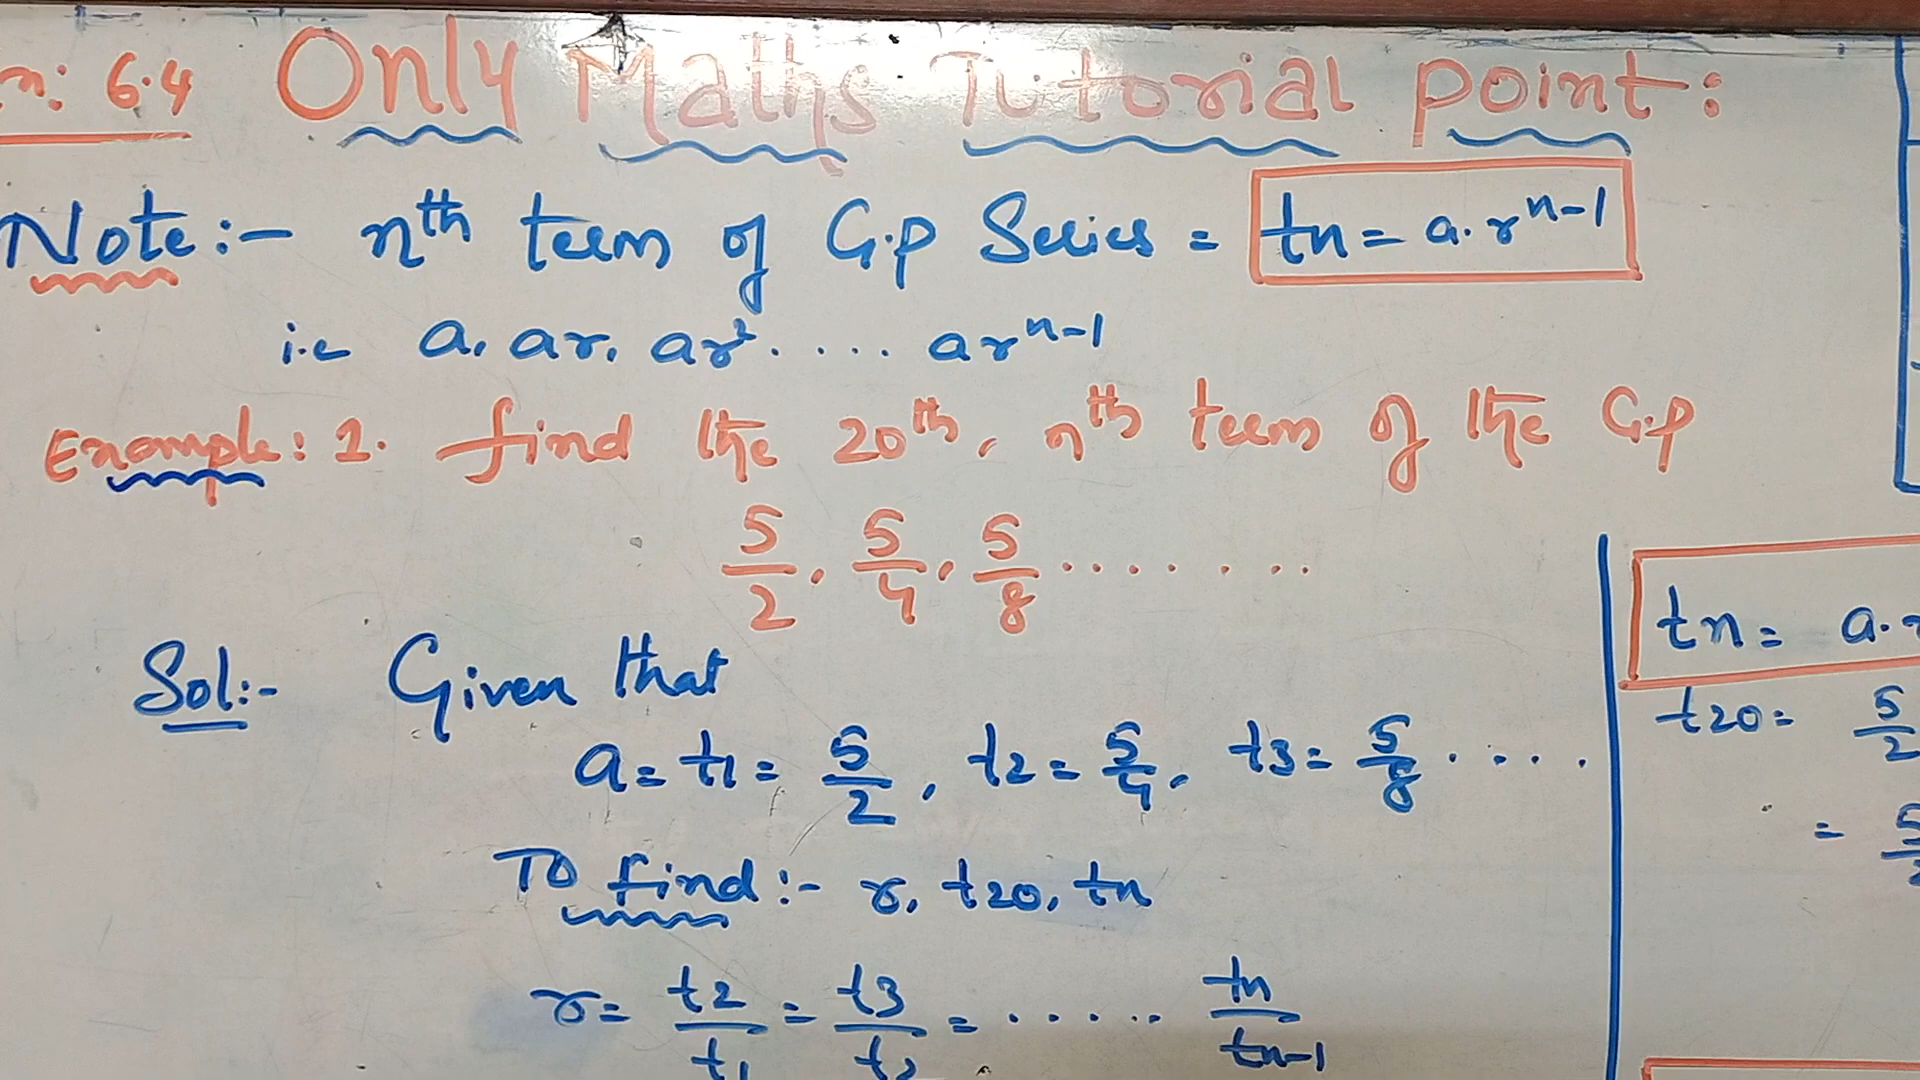 n: 6.4 Only Maths Tutorial Point:
Note:- nth term of G.P Series = tn = a.r^n-1
i.e a, ar, ar² ..... ar^n-1
Example: 1. find the 20th, nth term of the G.P
5/2, 5/4, 5/8 ........
Sol:- Given that
a = t1 = 5/2, t2 = 5/4, t3 = 5/8 .....
To find:- r, t20, tn
r = t2/t1 = t3/t2 = ...... tn/tn-1
tn = a.r
t20 = 5/2
= 5/2